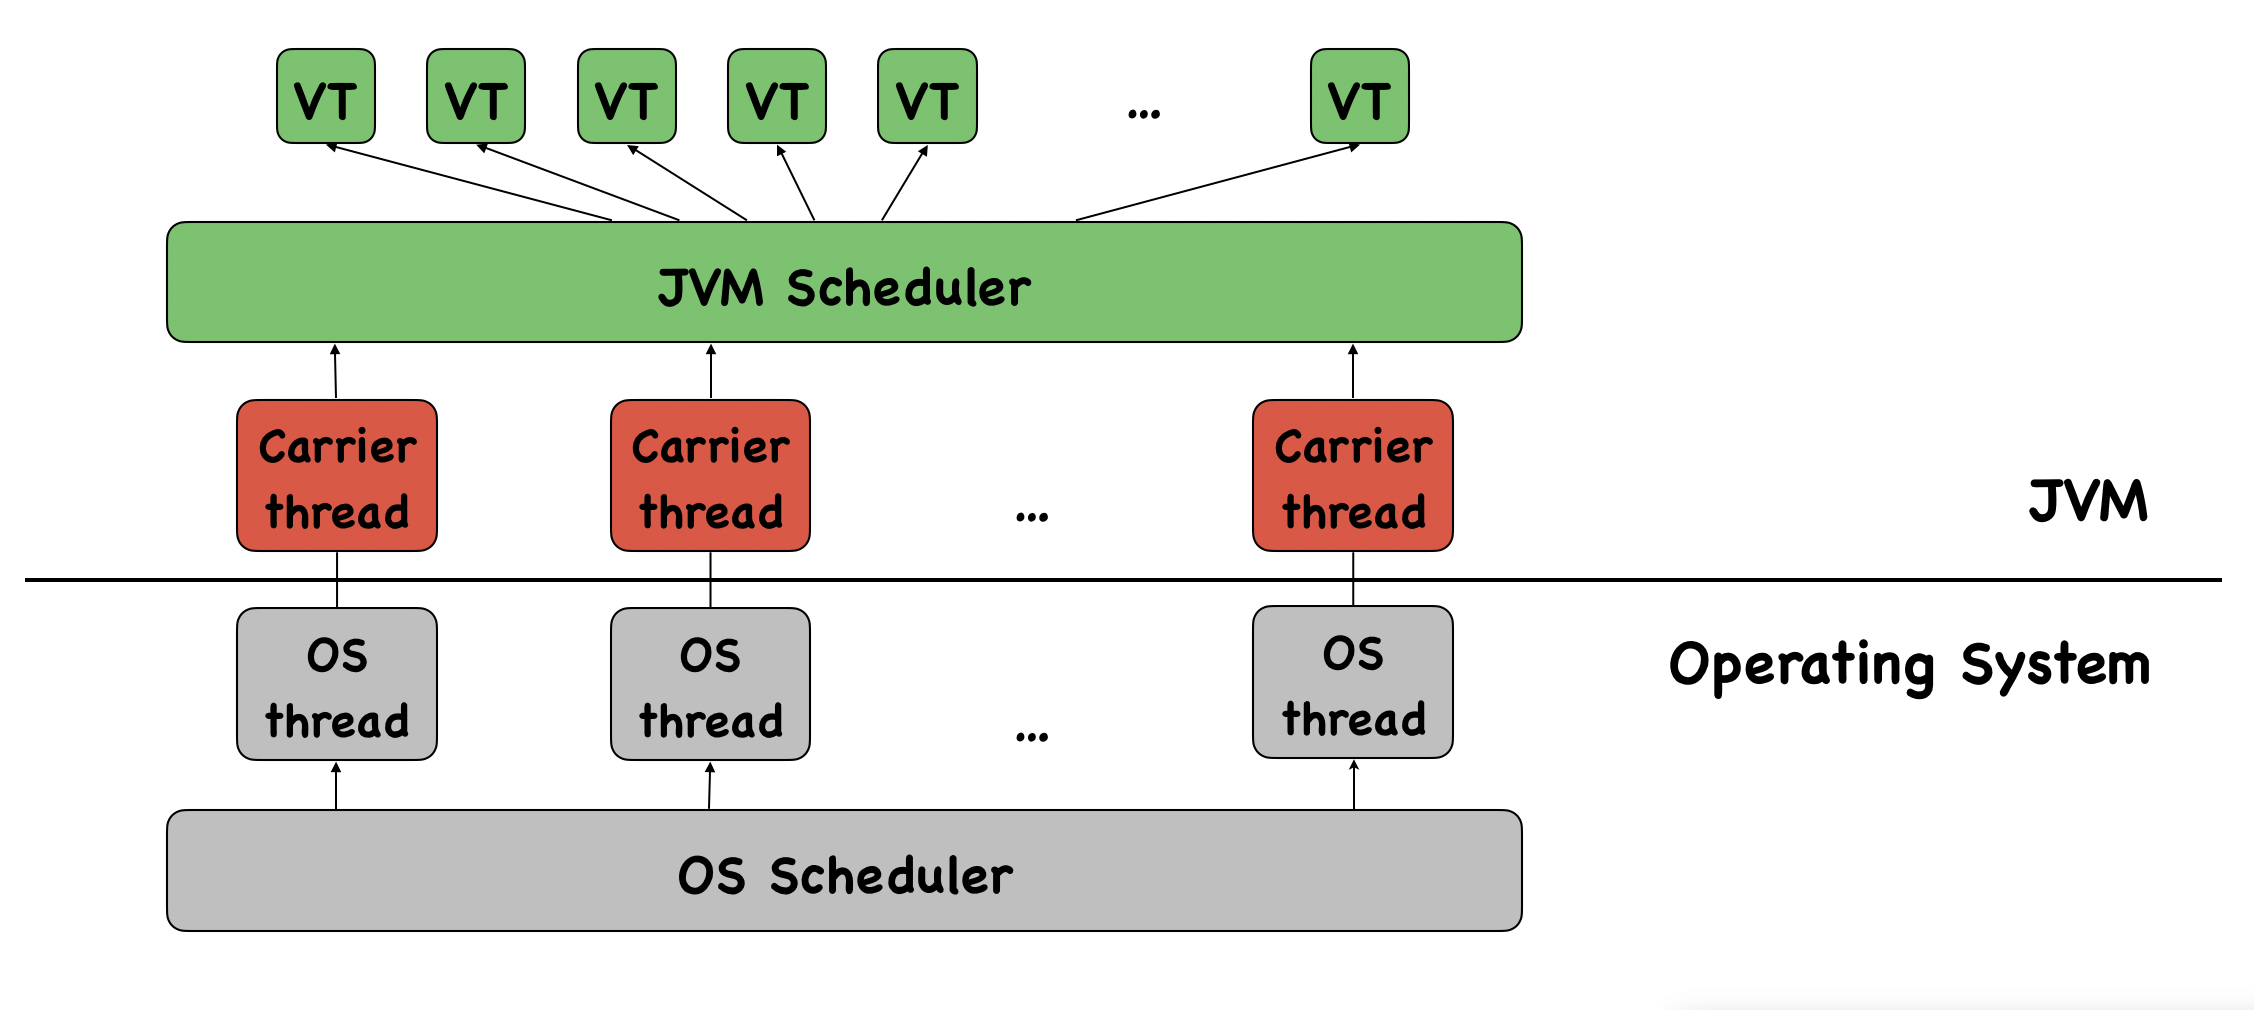 VT VT VT VT VT ... VT
JVM Scheduler
Carrier
thread
Carrier
thread
...
Carrier
thread
JVM
OS
thread
OS
thread
...
OS
thread
Operating System
OS Scheduler